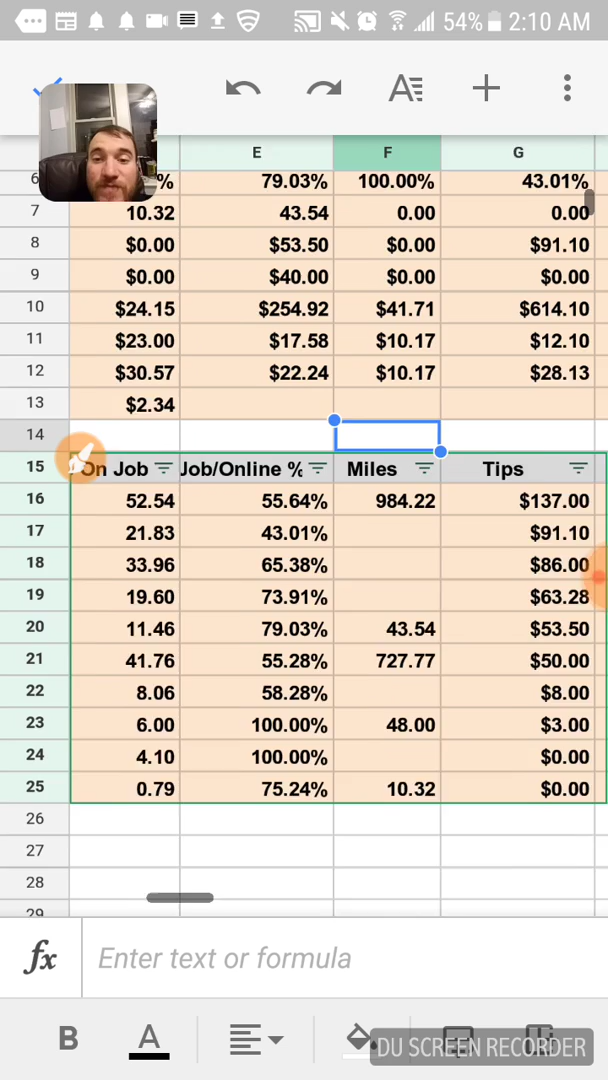 54% 2:10 AM
E F G
6 % 79.03% 100.00% 43.01%
7 10.32 43.54 0.00 0.00
8 $0.00 $53.50 $0.00 $91.10
9 $0.00 $40.00 $0.00 $0.00
10 $24.15 $254.92 $41.71 $614.10
11 $23.00 $17.58 $10.17 $12.10
12 $30.57 $22.24 $10.17 $28.13
13 $2.34
14
15 On Job Job/Online % Miles Tips
16 52.54 55.64% 984.22 $137.00
17 21.83 43.01% $91.10
18 33.96 65.38% $86.00
19 19.60 73.91% $63.28
20 11.46 79.03% 43.54 $53.50
21 41.76 55.28% 727.77 $50.00
22 8.06 58.28% $8.00
23 6.00 100.00% 48.00 $3.00
24 4.10 100.00% $0.00
25 0.79 75.24% 10.32 $0.00
26
27
28
29
fx Enter text or formula
B A
DU SCREEN RECORDER